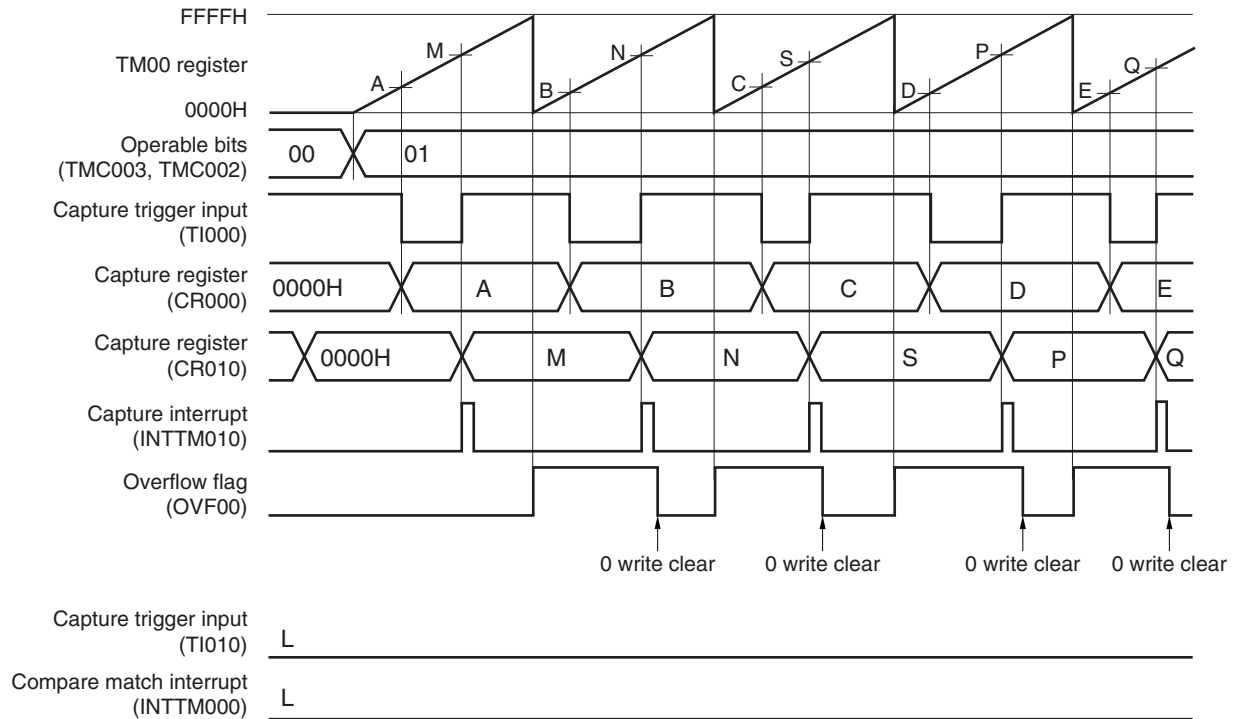 FFFFH
TM00 register
0000H
A M B N C S D P E Q
Operable bits
(TMC003, TMC002)
00 01
Capture trigger input
(TI000)
Capture register
(CR000)
0000H A B C D E
Capture register
(CR010)
0000H M N S P Q
Capture interrupt
(INTTM010)
Overflow flag
(OVF00)
0 write clear 0 write clear 0 write clear 0 write clear
Capture trigger input
(TI010)
L
Compare match interrupt
(INTTM000)
L